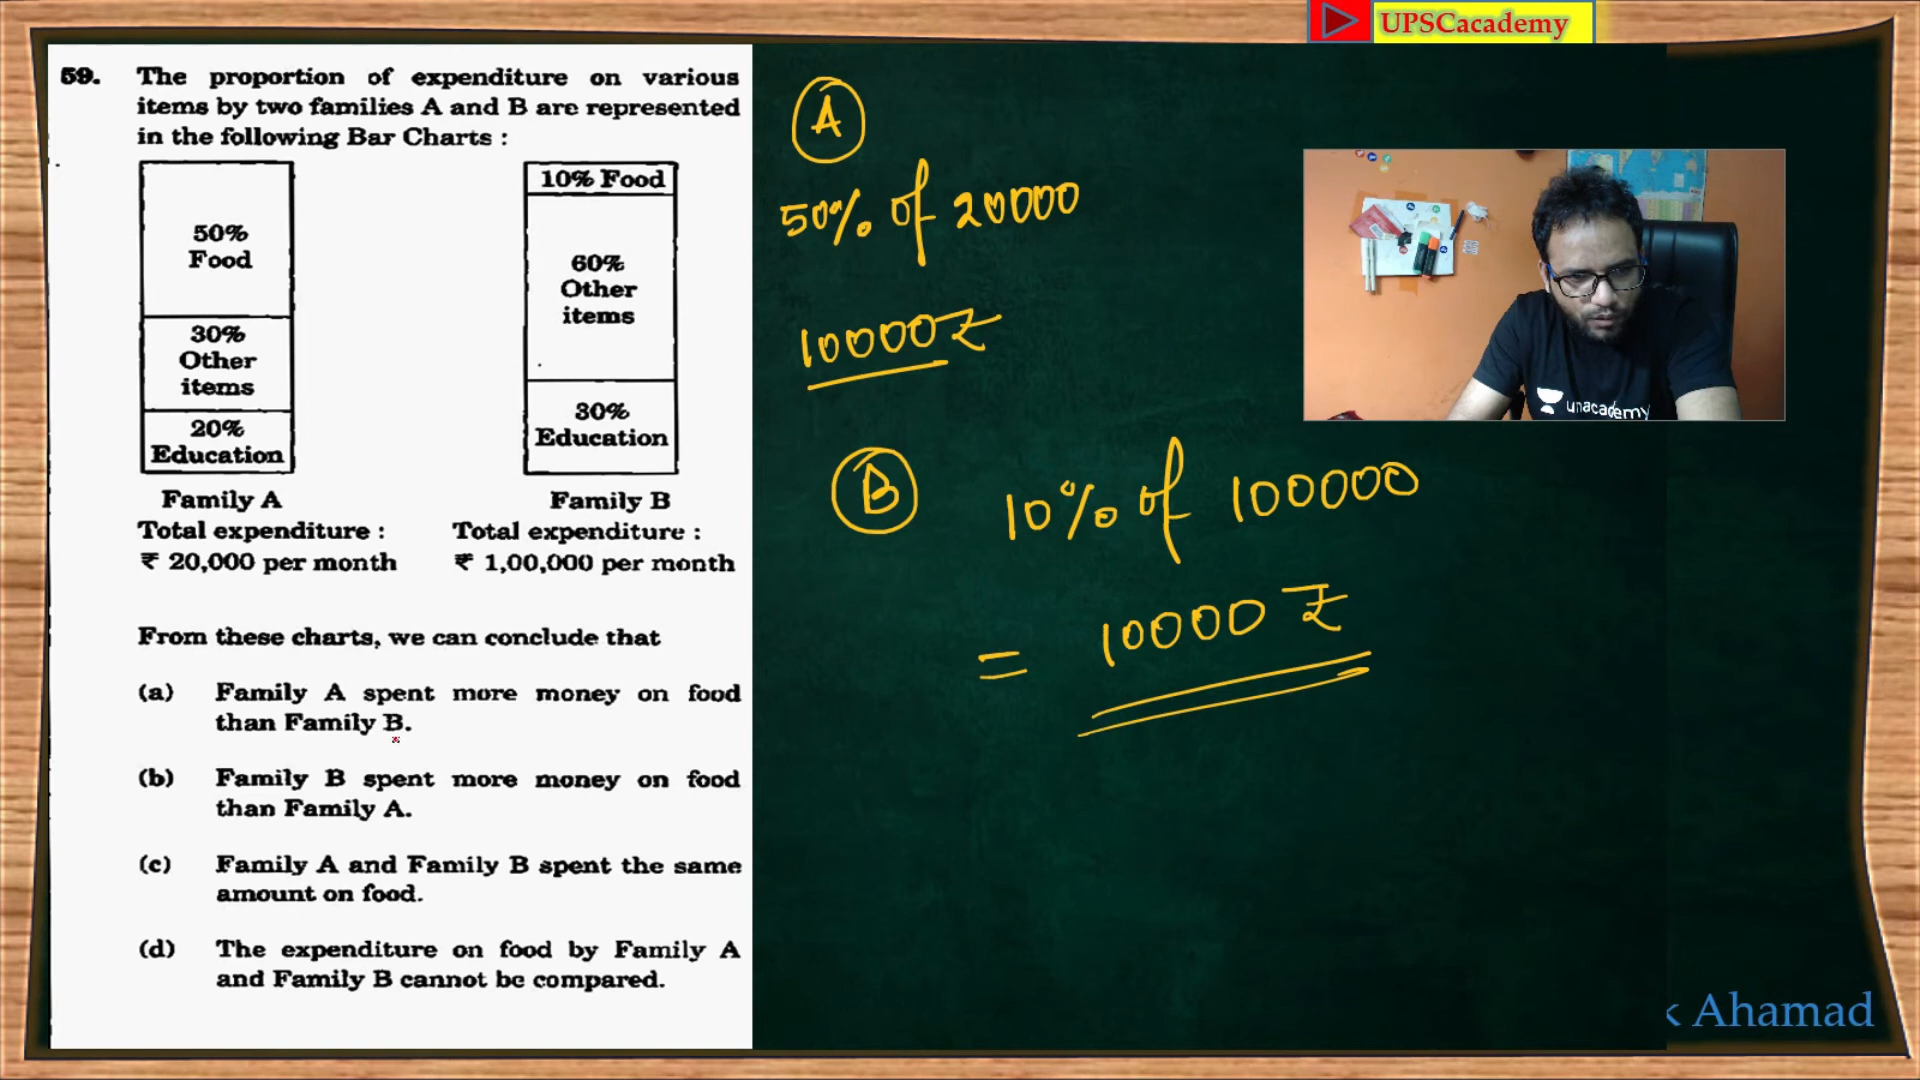 UPSCacademy
59. The proportion of expenditure on various
items by two families A and B are represented
in the following Bar Charts :
50%
Food
30%
Other
items
20%
Education
Family A
Total expenditure :
₹ 20,000 per month
10% Food
60%
Other
items
30%
Education
Family B
Total expenditure :
₹ 1,00,000 per month
From these charts, we can conclude that
(a) Family A spent more money on food
than Family B.
(b) Family B spent more money on food
than Family A.
(c) Family A and Family B spent the same
amount on food.
(d) The expenditure on food by Family A
and Family B cannot be compared.
A
50% of 20000
10000₹
B
10% of 100000
= 10000 ₹
unacademy
k Ahamad